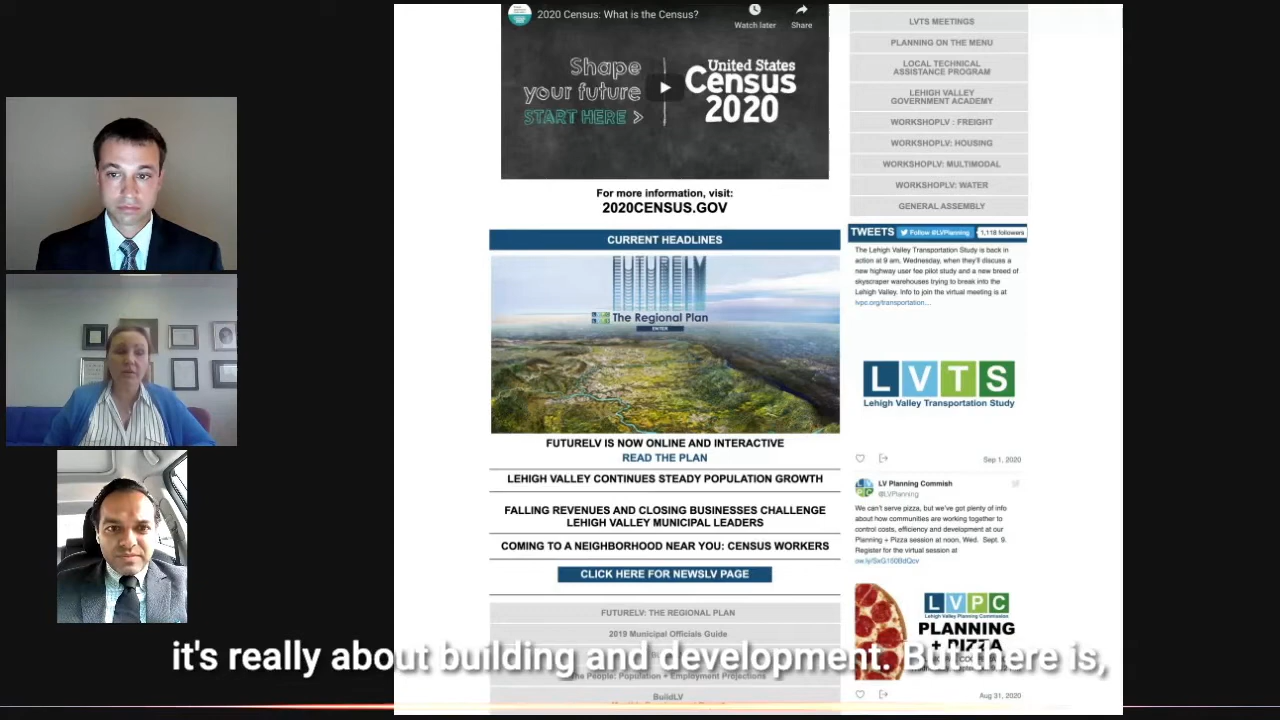 2020 Census: What is the Census?
Watch later
Share
Shape
your future
START HERE >
United States
Census
2020
For more information, visit:
2020CENSUS.GOV
CURRENT HEADLINES
FUTURELV
The Regional Plan
ENTER
FUTURELV IS NOW ONLINE AND INTERACTIVE
READ THE PLAN
LEHIGH VALLEY CONTINUES STEADY POPULATION GROWTH
FALLING REVENUES AND CLOSING BUSINESSES CHALLENGE
LEHIGH VALLEY MUNICIPAL LEADERS
COMING TO A NEIGHBORHOOD NEAR YOU: CENSUS WORKERS
CLICK HERE FOR NEWSLV PAGE
FUTURELV: THE REGIONAL PLAN
2019 Municipal Officials Guide
The People: Population + Employment Projections
BuildLV
LVTS MEETINGS
PLANNING ON THE MENU
LOCAL TECHNICAL
ASSISTANCE PROGRAM
LEHIGH VALLEY
GOVERNMENT ACADEMY
WORKSHOPLV : FREIGHT
WORKSHOPLV: HOUSING
WORKSHOPLV: MULTIMODAL
WORKSHOPLV: WATER
GENERAL ASSEMBLY
TWEETS
Follow @LVPlanning
1,118 followers
The Lehigh Valley Transportation Study is back in
action at 9 am, Wednesday, when they'll discuss a
new highway user fee pilot study and a new breed of
skyscraper warehouses trying to break into the
Lehigh Valley. Info to join the virtual meeting is at
lvpc.org/transportation...
LVTS
Lehigh Valley Transportation Study
Sep 1, 2020
LV Planning Commish
@LVPlanning
We can't serve pizza, but we've got plenty of info
about how communities are working together to
control costs, efficiency and development at our
Planning + Pizza session at noon, Wed. Sept. 9.
Register for the virtual session at
LVPC
Lehigh Valley Planning Commission
PLANNING
+ PIZZA
Aug 31, 2020
it's really about building and development. But there is,